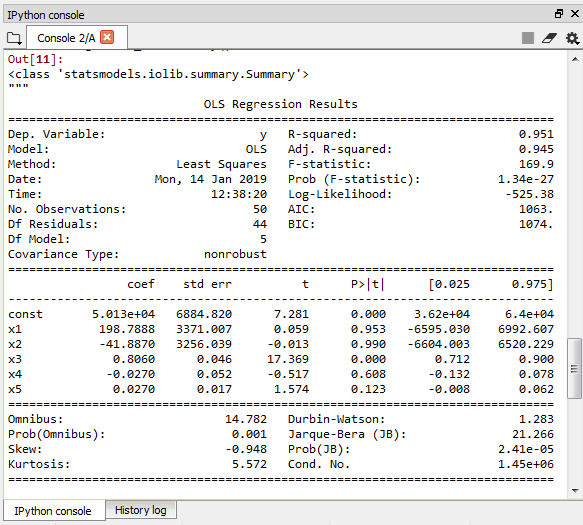 IPython console
Console 2/A
Out[11]:
<class 'statsmodels.iolib.summary.Summary'>
"""
OLS Regression Results
==============================================================================
Dep. Variable: y R-squared: 0.951
Model: OLS Adj. R-squared: 0.945
Method: Least Squares F-statistic: 169.9
Date: Mon, 14 Jan 2019 Prob (F-statistic): 1.34e-27
Time: 12:38:20 Log-Likelihood: -525.38
No. Observations: 50 AIC: 1063.
Df Residuals: 44 BIC: 1074.
Df Model: 5
Covariance Type: nonrobust
==============================================================================
coef std err t P>|t| [0.025 0.975]
------------------------------------------------------------------------------
const 5.013e+04 6884.820 7.281 0.000 3.62e+04 6.4e+04
x1 198.7888 3371.007 0.059 0.953 -6595.030 6992.607
x2 -41.8870 3256.039 -0.013 0.990 -6604.003 6520.229
x3 0.8060 0.046 17.369 0.000 0.712 0.900
x4 -0.0270 0.052 -0.517 0.608 -0.132 0.078
x5 0.0270 0.017 1.574 0.123 -0.008 0.062
==============================================================================
Omnibus: 14.782 Durbin-Watson: 1.283
Prob(Omnibus): 0.001 Jarque-Bera (JB): 21.266
Skew: -0.948 Prob(JB): 2.41e-05
Kurtosis: 5.572 Cond. No. 1.45e+06
==============================================================================
IPython console History log